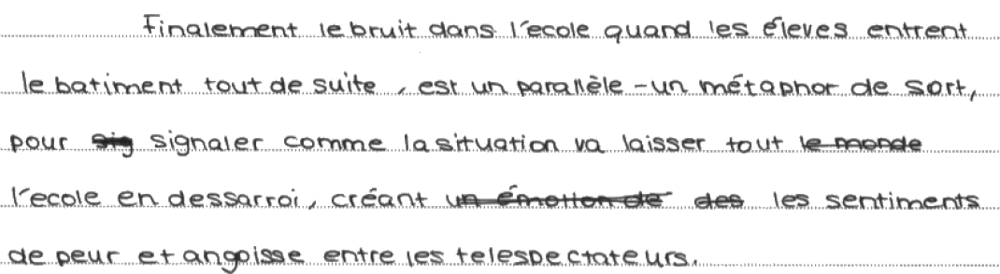 Finalement le bruit dans l'ecole quand les éleves entrent
le batiment tout de suite, est un parallèle - un métaphor de sort,
pour sig signaler comme la situation va laisser tout le monde
l'ecole en dessarroi, créant un émotion de des les sentiments
de peur et angoisse entre les telespectateurs.